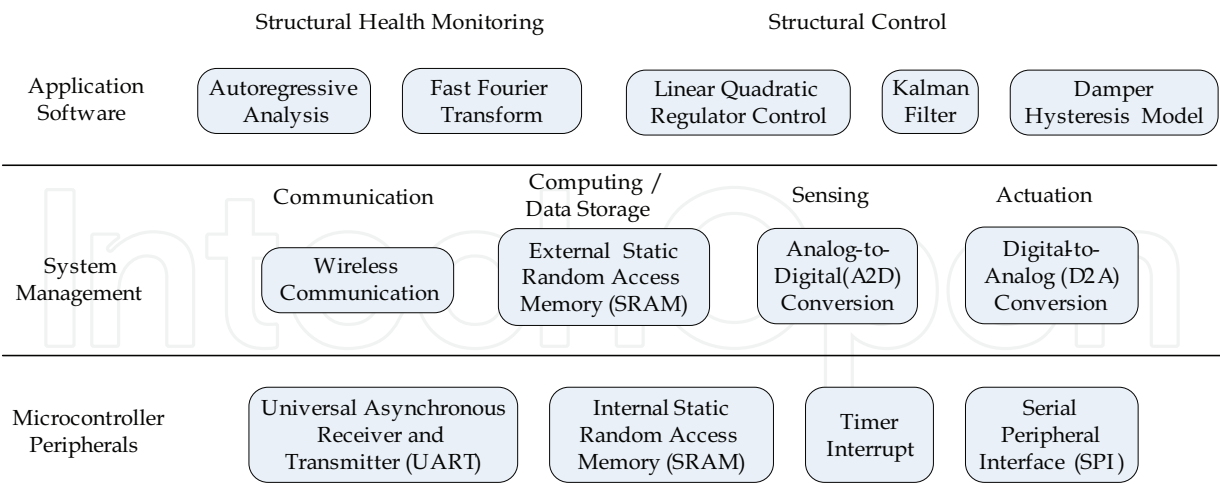 Structural Health Monitoring
Structural Control
Application
Software
Autoregressive
Analysis
Fast Fourier
Transform
Linear Quadratic
Regulator Control
Kalman
Filter
Damper
Hysteresis Model
Communication
Computing /
Data Storage
Sensing
Actuation
System
Management
Wireless
Communication
External Static
Random Access
Memory (SRAM)
Analog-to-
Digital(A2D)
Conversion
Digital-to-
Analog (D2A)
Conversion
IntechOpen
Microcontroller
Peripherals
Universal Asynchronous
Receiver and
Transmitter (UART)
Internal Static
Random Access
Memory (SRAM)
Timer
Interrupt
Serial
Peripheral
Interface (SPI)